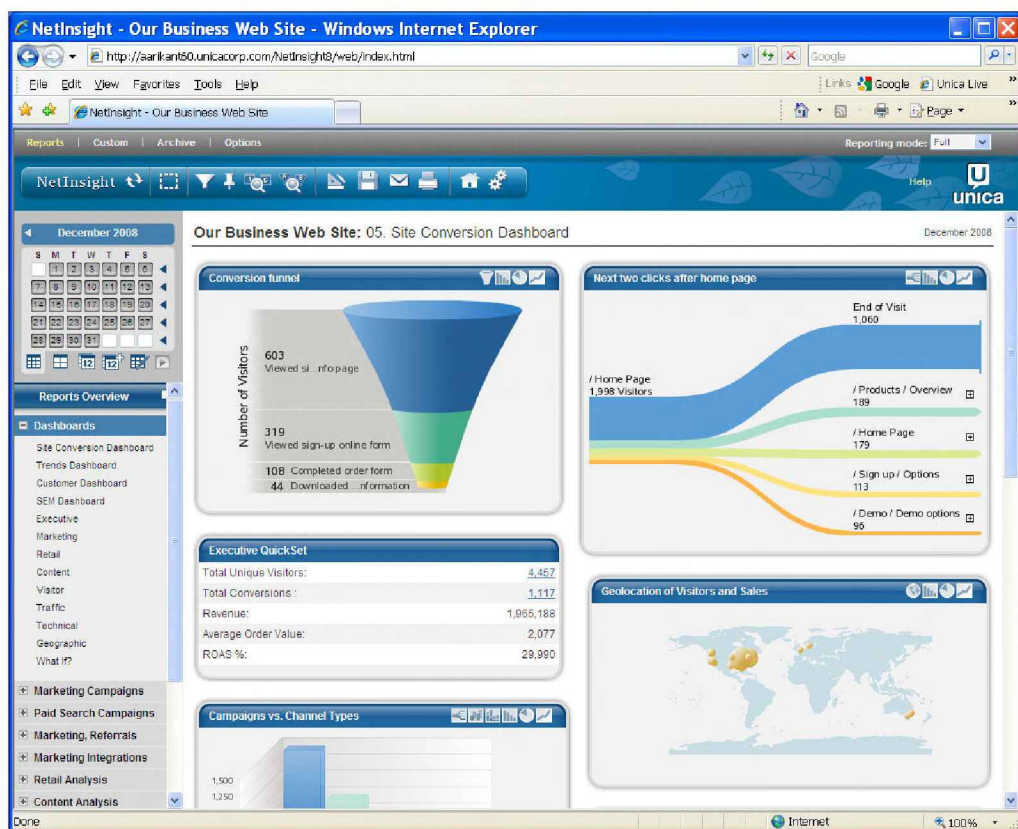 NetInsight - Our Business Web Site - Windows Internet Explorer
http://aarikant60.unicacorp.com/NetInsight8/web/index.html
Google
File Edit View Favorites Tools Help
Links Google Unica Live »
NetInsight - Our Business Web Site
Page »
Reports | Custom | Archive | Options
Reporting mode: Full
NetInsight
Help
unica
December 2008
S M T W T F S
1 2 3 4 5 6
7 8 9 10 11 12 13
14 15 16 17 18 19 20
21 22 23 24 25 26 27
28 29 30 31
12 12+
Reports Overview
Dashboards
Site Conversion Dashboard
Trends Dashboard
Customer Dashboard
SEM Dashboard
Executive
Marketing
Retail
Content
Visitor
Traffic
Technical
Geographic
What If?
Marketing Campaigns
Paid Search Campaigns
Marketing, Referrals
Marketing Integrations
Retail Analysis
Content Analysis
Our Business Web Site: 05. Site Conversion Dashboard
December 2008
Conversion funnel
Number of Visitors
603
Viewed si...nfo page
319
Viewed sign-up online form
108 Completed order form
44 Downloaded ...nformation
Next two clicks after home page
/ Home Page
1,998 Visitors
End of Visit
1,060
/ Products / Overview
189
/ Home Page
179
/ Sign up / Options
113
/ Demo / Demo options
96
Executive QuickSet
Total Unique Visitors: 4,457
Total Conversions : 1,117
Revenue: 1,965,188
Average Order Value: 2,077
ROAS %: 29,990
Geolocation of Visitors and Sales
Campaigns vs. Channel Types
1,500
1,250
Done
Internet
100%